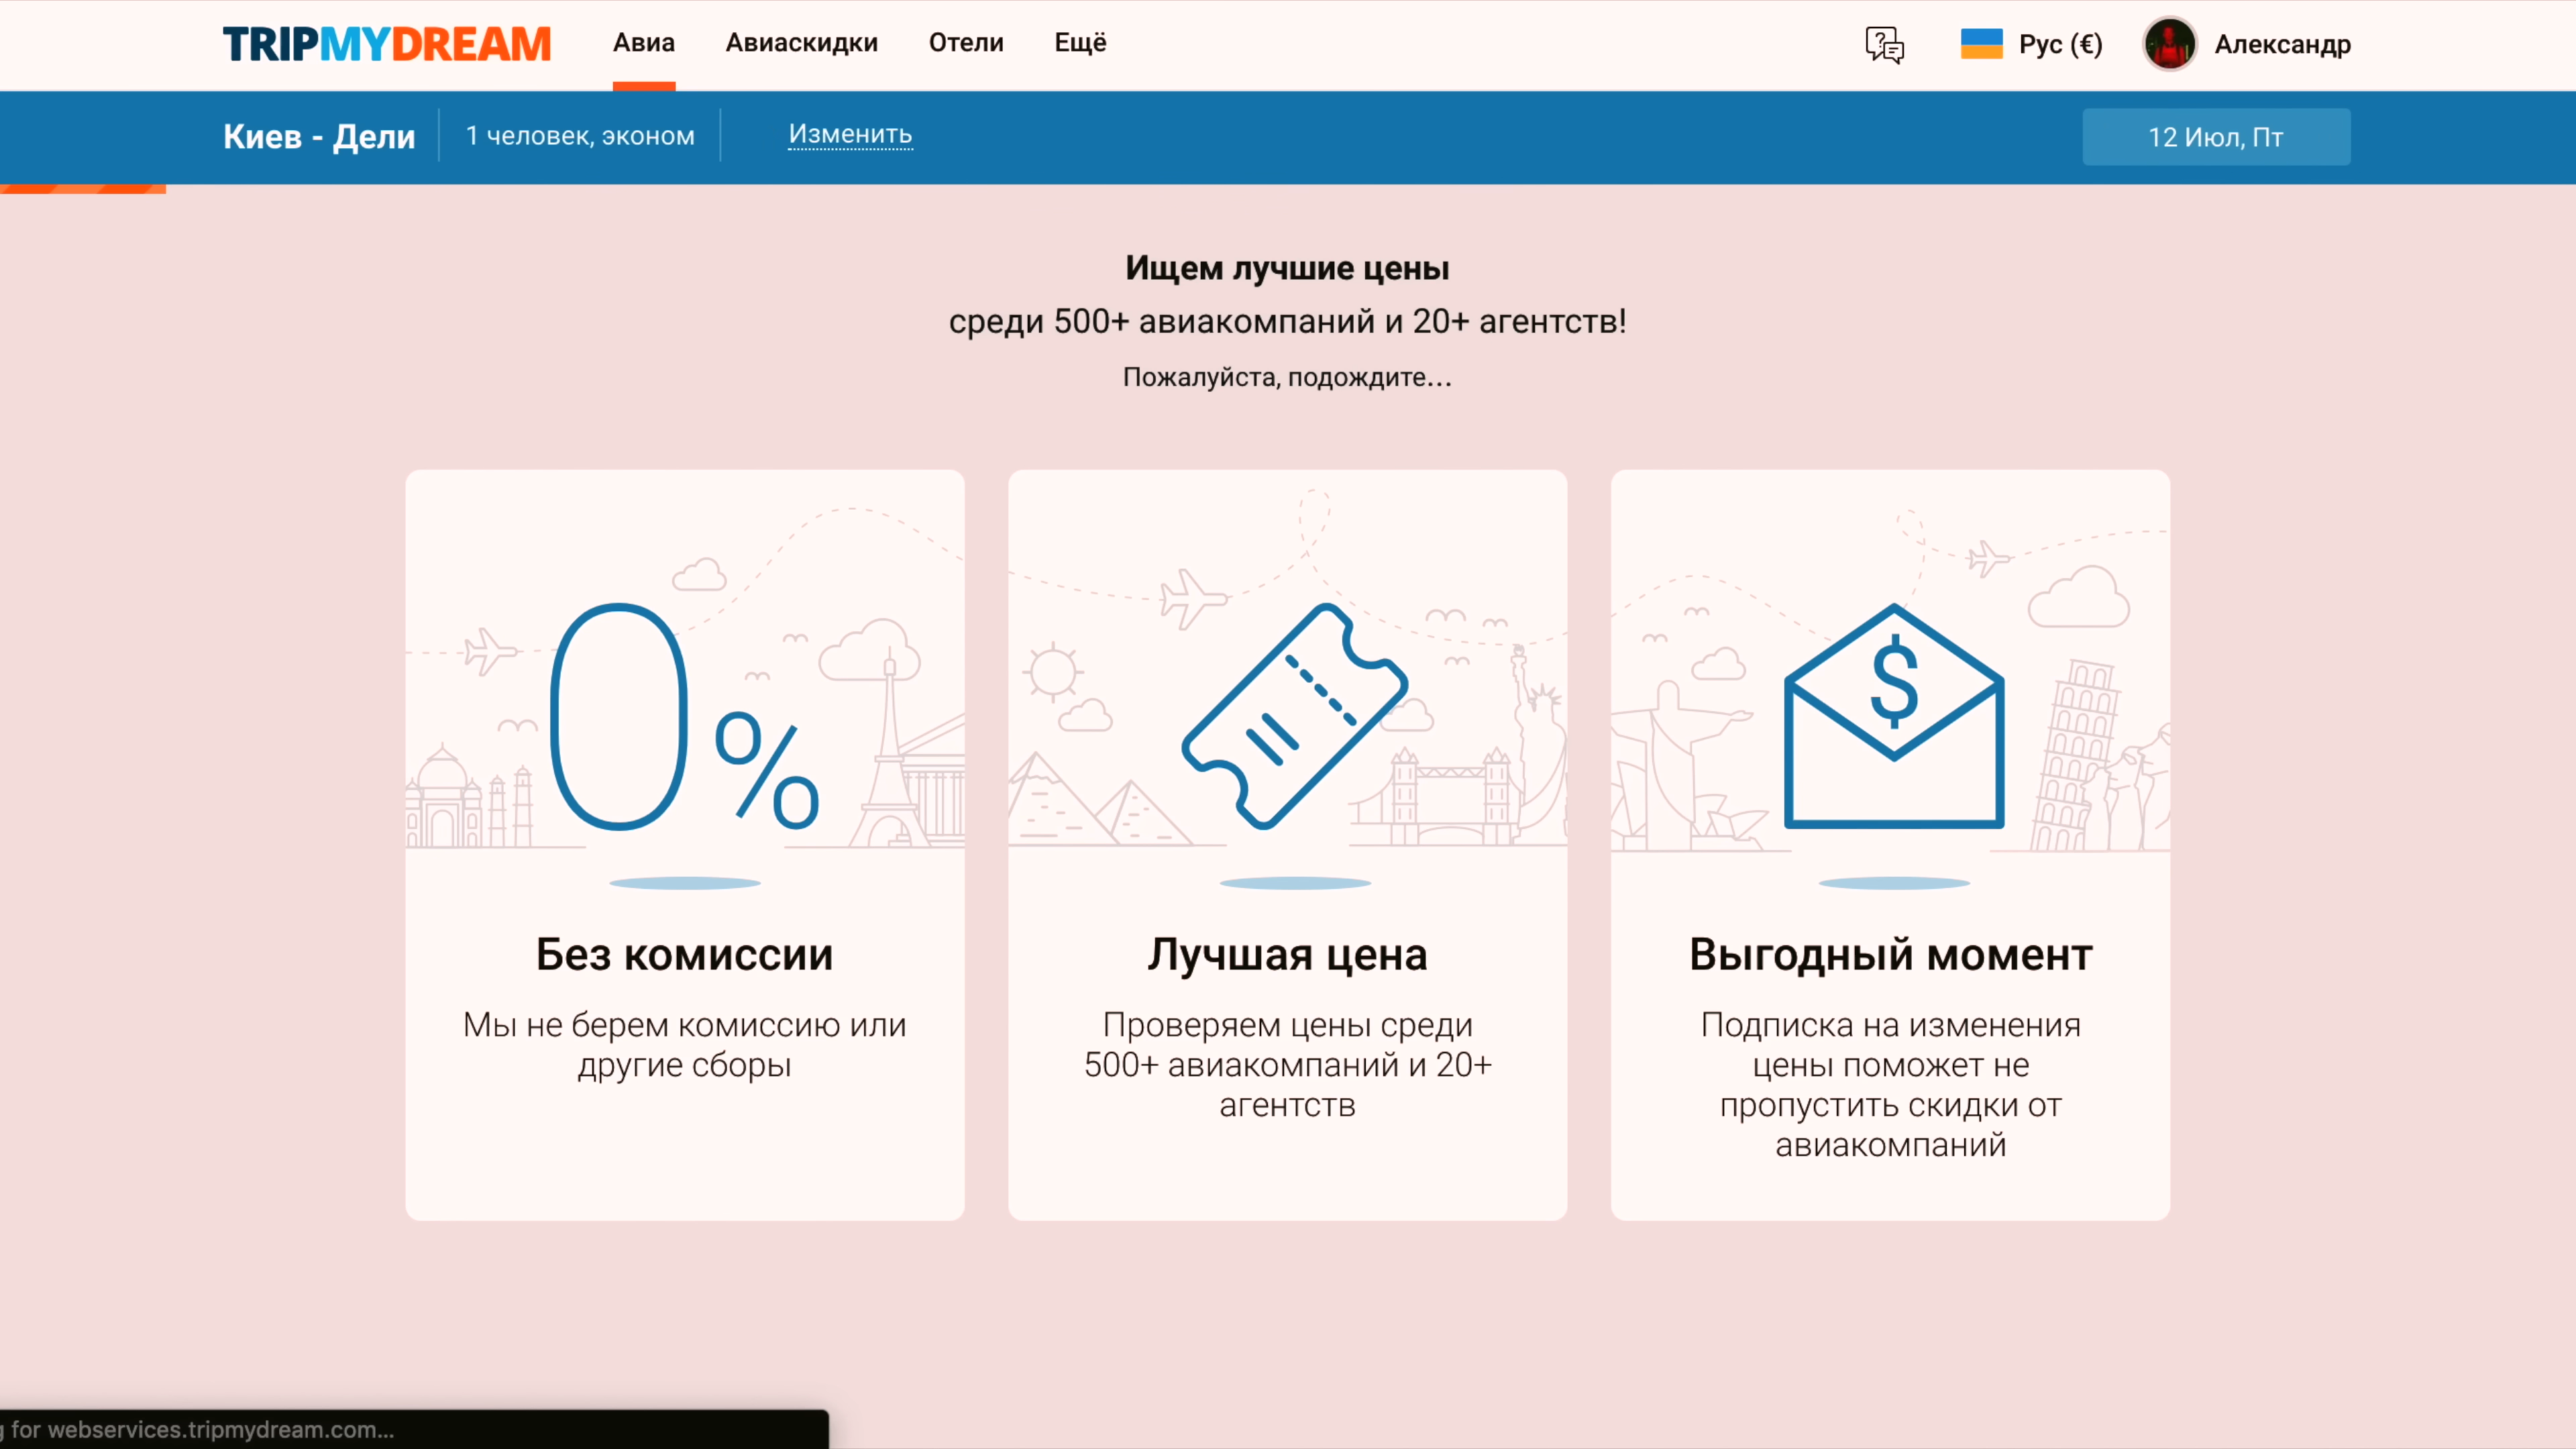 TRIPMYDREAM
Авиа
Авиаскидки
Отели
Ещё
?
Рус (€)
Александр
Киев - Дели
1 человек, эконом
Изменить
12 Июл, Пт
Ищем лучшие цены
среди 500+ авиакомпаний и 20+ агентств!
Пожалуйста, подождите...
0%
$
Без комиссии
Мы не берем комиссию или
другие сборы
Лучшая цена
Проверяем цены среди
500+ авиакомпаний и 20+
агентств
Выгодный момент
Подписка на изменения
цены поможет не
пропустить скидки от
авиакомпаний
for webservices.tripmydream.com...